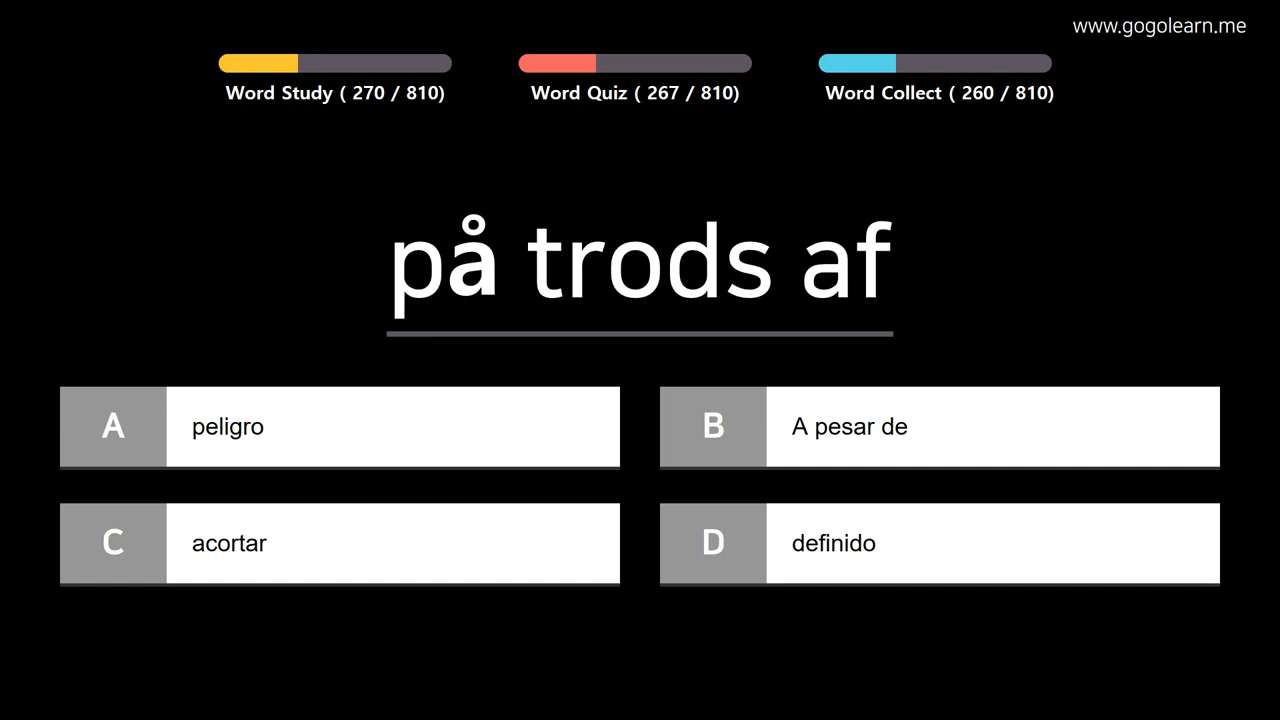 www.gogolearn.me
Word Study ( 270 / 810)
Word Quiz ( 267 / 810)
Word Collect ( 260 / 810)
på trods af
A peligro
B A pesar de
C acortar
D definido